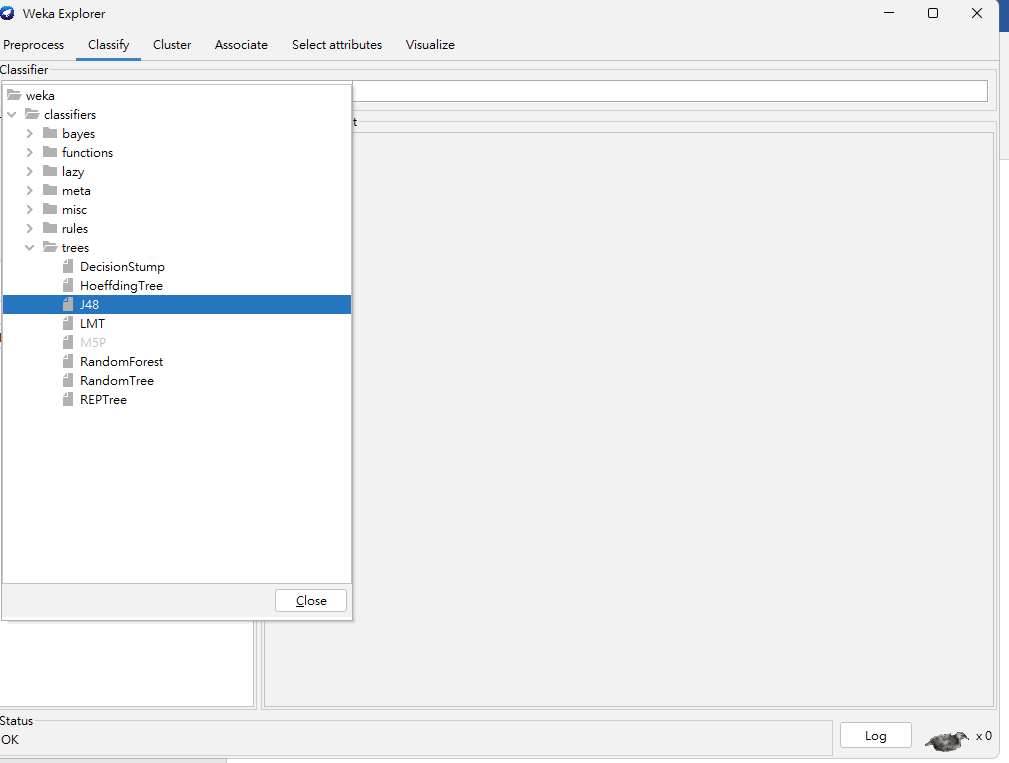 Weka Explorer
Preprocess Classify Cluster Associate Select attributes Visualize
Classifier
weka
classifiers
bayes
functions
lazy
meta
misc
rules
trees
DecisionStump
HoeffdingTree
J48
LMT
M5P
RandomForest
RandomTree
REPTree
Close
t
Status
OK
Log
x 0